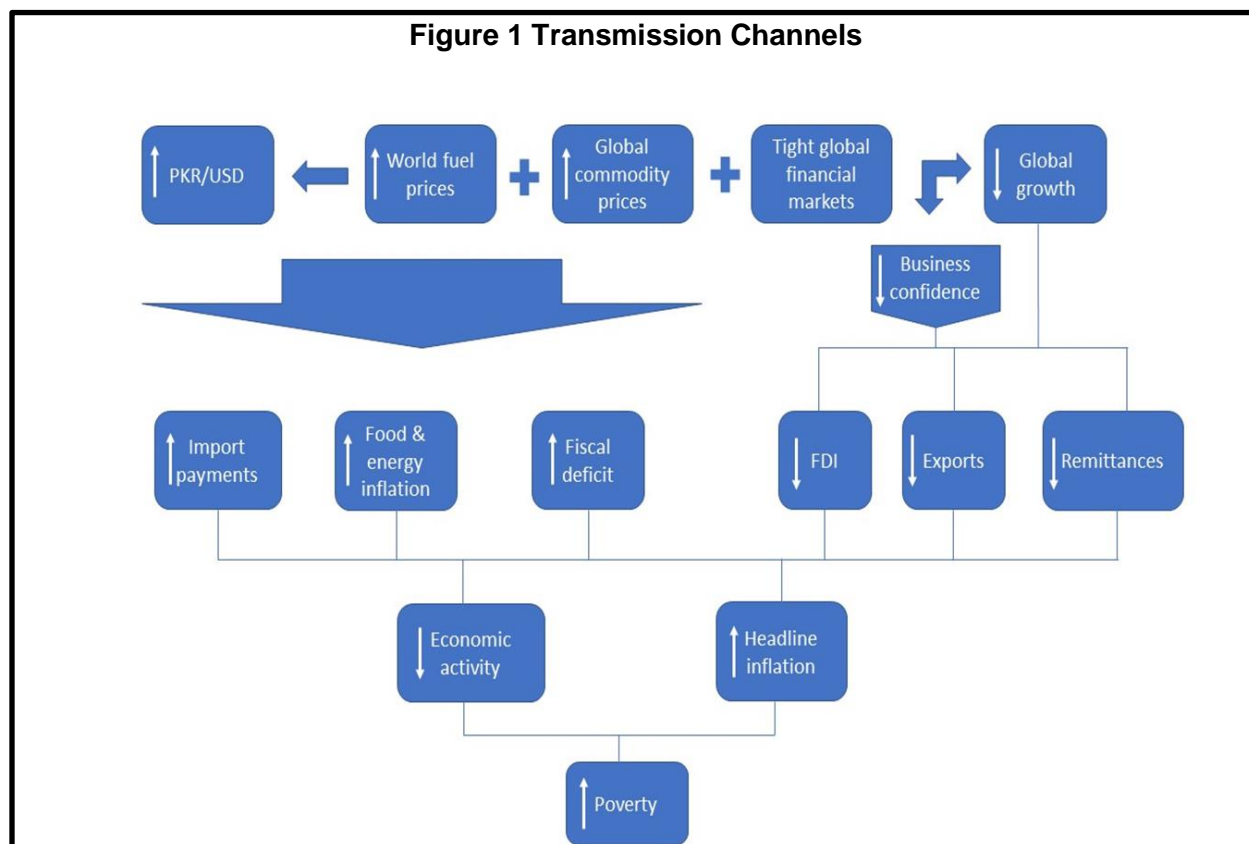 Figure 1 Transmission Channels
PKR/USD
World fuel
prices
Global
commodity
prices
Tight global
financial
markets
Global
growth
Business
confidence
Import
payments
Food &
energy
inflation
Fiscal
deficit
FDI
Exports
Remittances
Economic
activity
Headline
inflation
Poverty